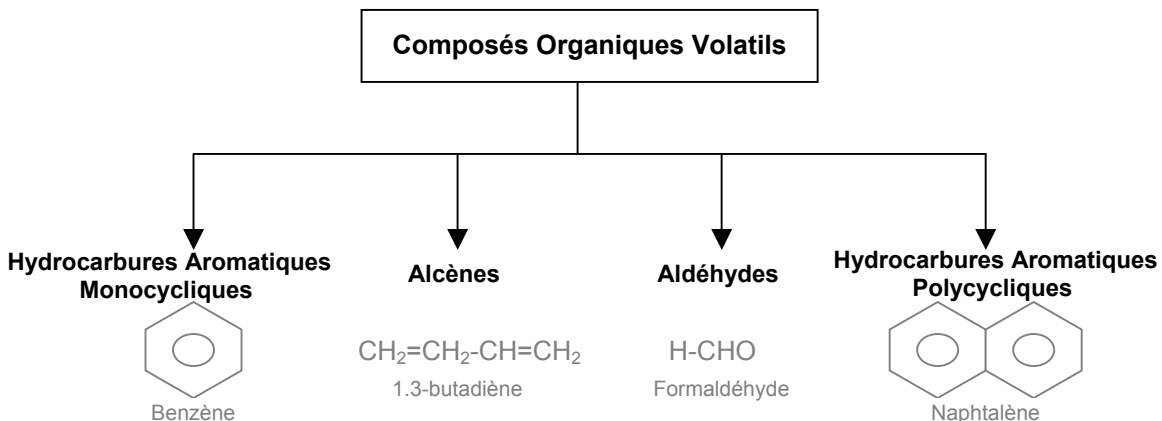 Composés Organiques Volatils
Hydrocarbures Aromatiques
Monocycliques
Alcènes
Aldéhydes
Hydrocarbures Aromatiques
Polycycliques
CH₂=CH₂-CH=CH₂
H-CHO
1.3-butadiène
Formaldéhyde
Benzène
Naphtalène